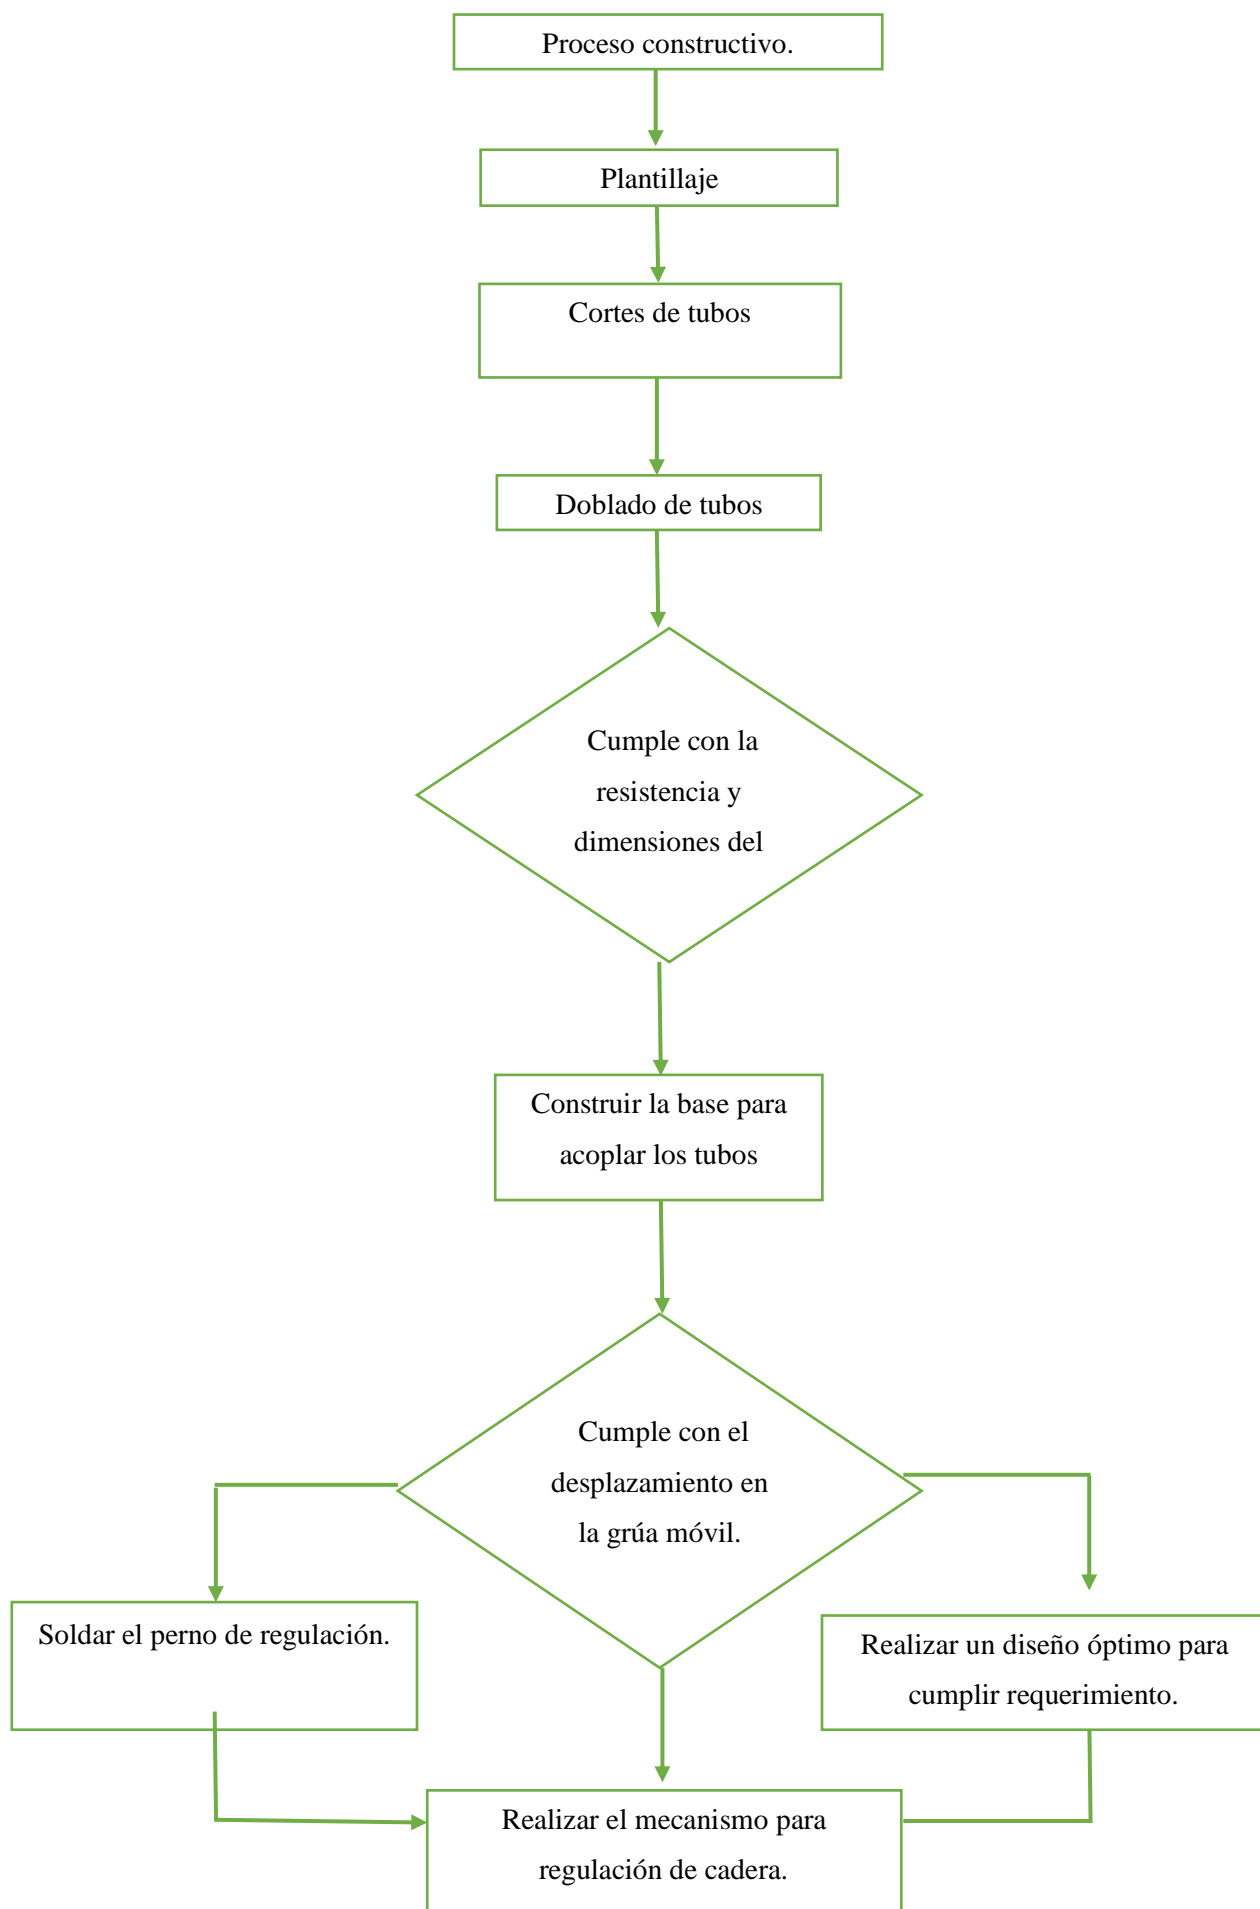 Proceso constructivo.
Plantillaje
Cortes de tubos
Doblado de tubos
Cumple con la
resistencia y
dimensiones del
Construir la base para
acoplar los tubos
Cumple con el
desplazamiento en
la grúa móvil.
Soldar el perno de regulación.
Realizar un diseño óptimo para
cumplir requerimiento.
Realizar el mecanismo para
regulación de cadera.